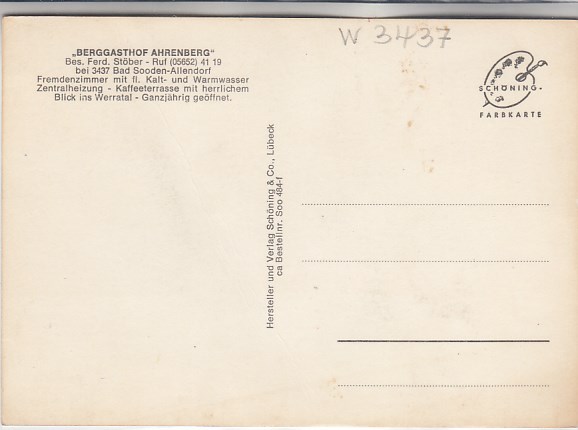 W 3437
„BERGGASTHOF AHRENBERG“
Bes. Ferd. Stöber - Ruf (05652) 41 19
bei 3437 Bad Sooden-Allendorf
Fremdenzimmer mit fl. Kalt- und Warmwasser
Zentralheizung - Kaffeeterrasse mit herrlichem
Blick ins Werratal - Ganzjährig geöffnet.
SCHÖNING-
FARBKARTE
Hersteller und Verlag Schöning & Co., Lübeck
ca Bestellnr. Soo 484-f